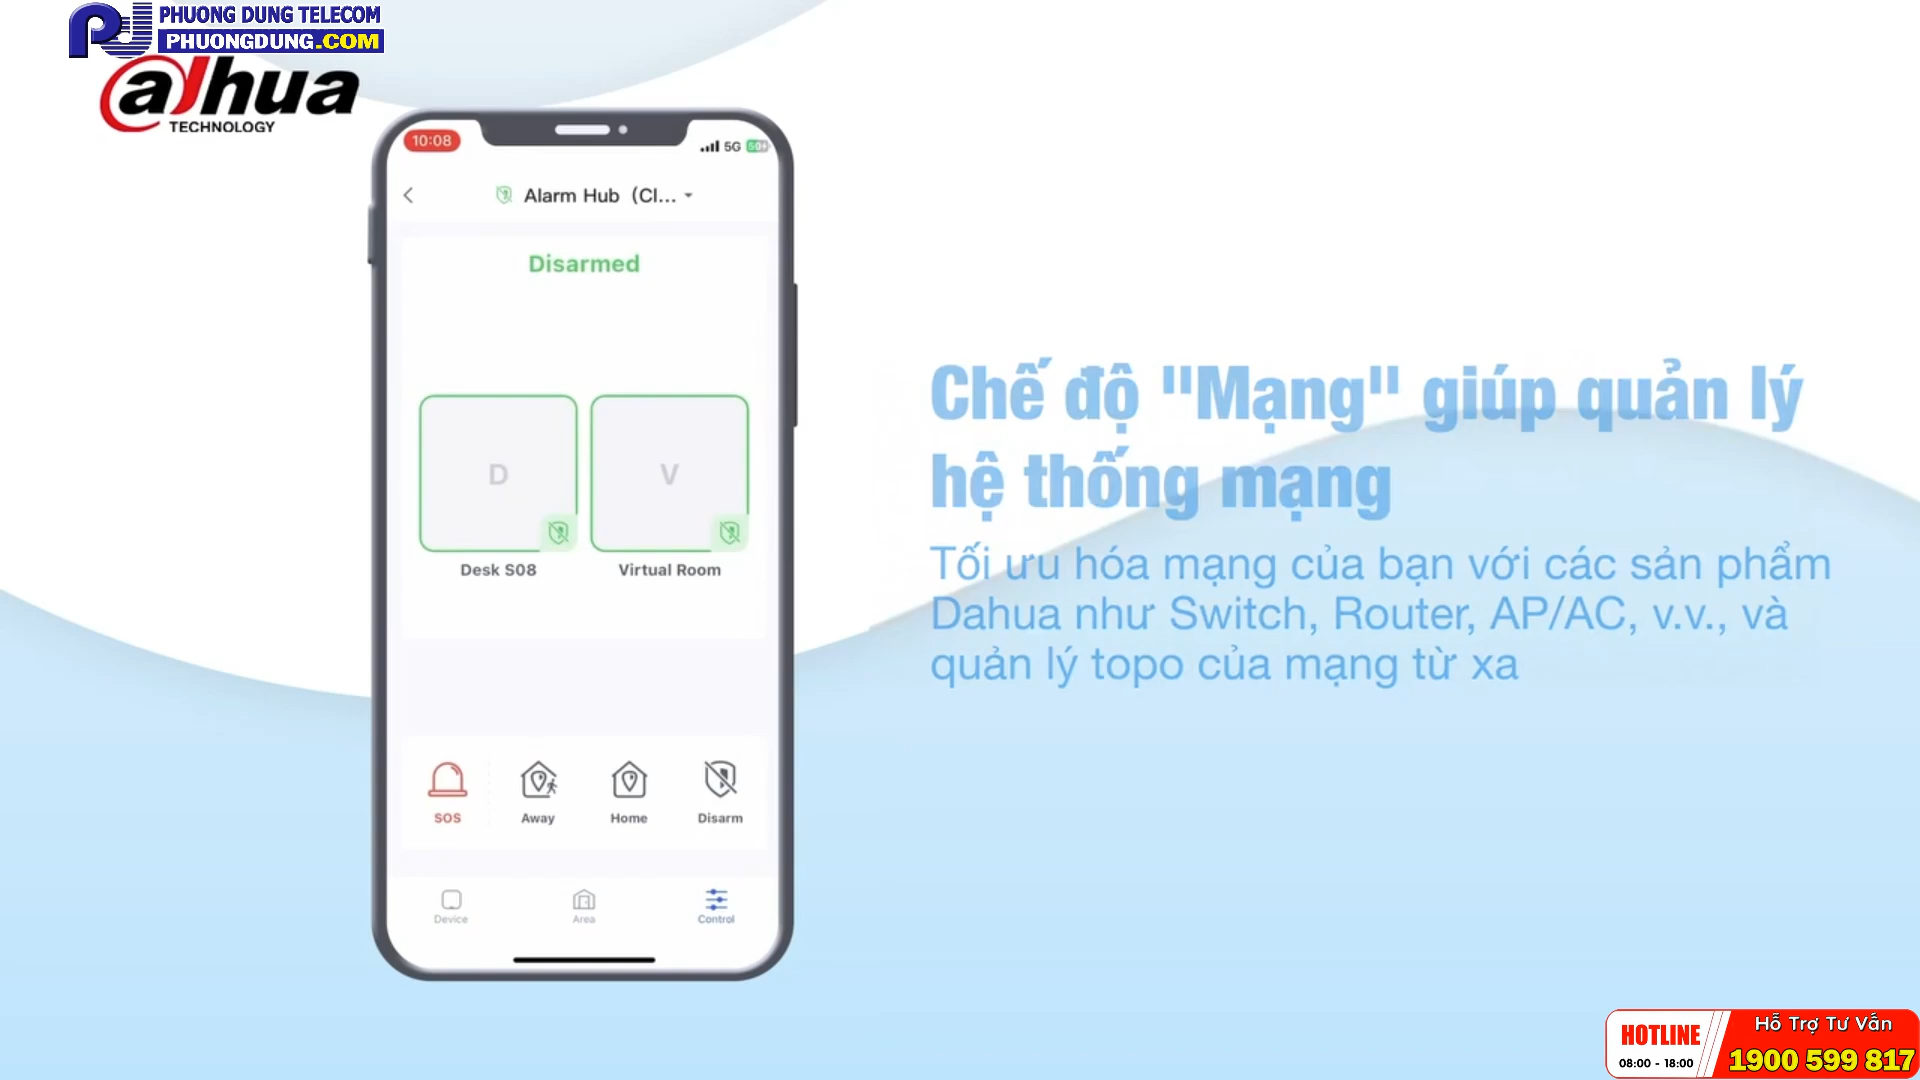 PHUONG DUNG TELECOM
PHUONGDUNG.COM
alhua
TECHNOLOGY
10:08
5G
50+
Alarm Hub (Cl...
Disarmed
D
V
Desk S08
Virtual Room
SOS
Away
Home
Disarm
Device
Area
Control
Chế độ "Mạng" giúp quản lý
hệ thống mạng
Tối ưu hóa mạng của bạn với các sản phẩm
Dahua như Switch, Router, AP/AC, v.v., và
quản lý topo của mạng từ xa
HOTLINE
08:00 - 18:00
Hỗ Trợ Tư Vấn
1900 599 817